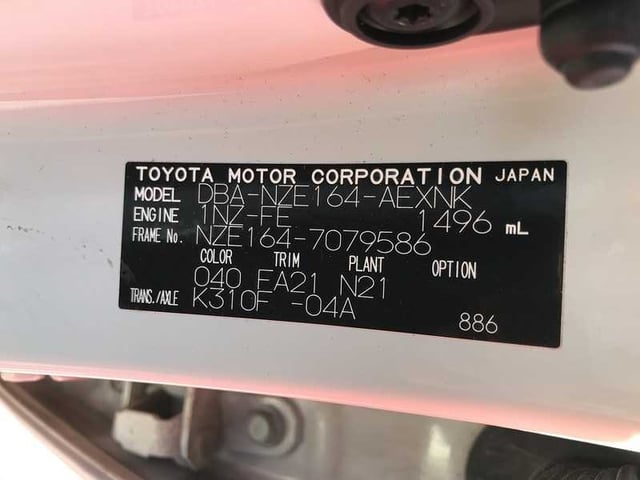 TOYOTA MOTOR CORPORATION JAPAN
MODEL DBA-NZE164-AEXNK
ENGINE 1NZ-FE 1496 mL
FRAME No. NZE164-7079586
COLOR TRIM PLANT OPTION
040 FA21 N21
TRANS./AXLE K310F -04A
886